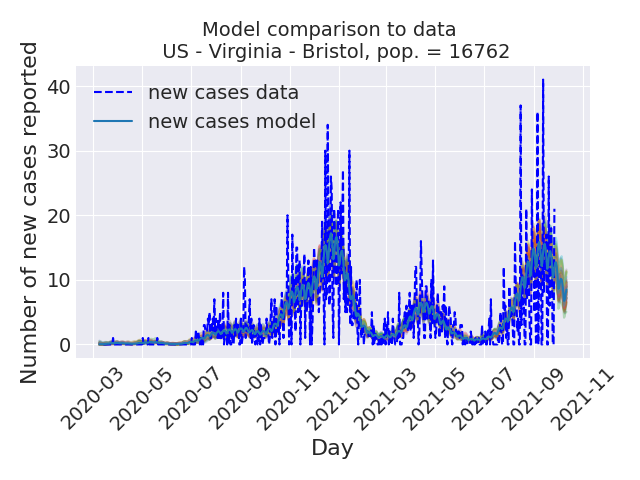 Model comparison to data
US - Virginia - Bristol, pop. = 16762
Number of new cases reported
40
30
20
10
0
new cases data
new cases model
2020-03
2020-05
2020-07
2020-09
2020-11
2021-01
2021-03
2021-05
2021-07
2021-09
2021-11
Day